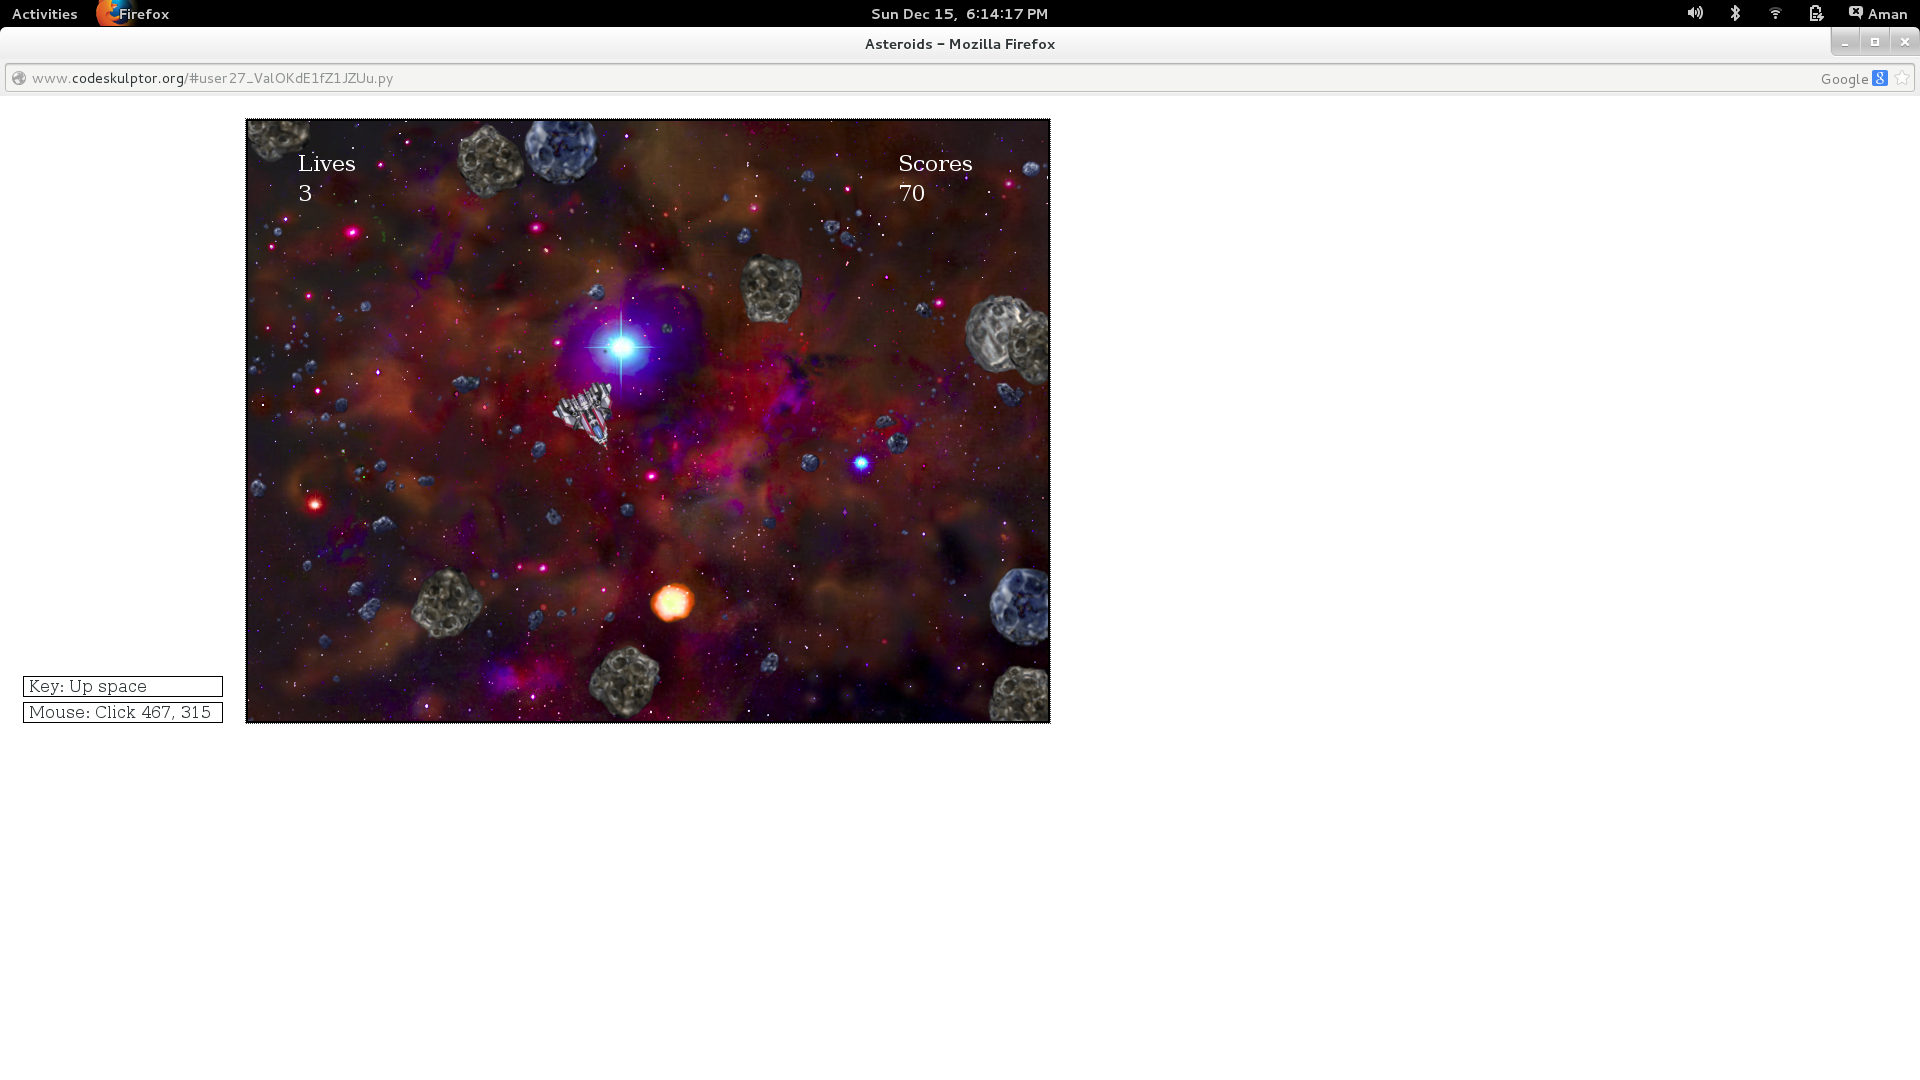 Activities Firefox Sun Dec 15, 6:14:17 PM Aman
Asteroids - Mozilla Firefox
www.codeskulptor.org/#user27_ValOKdE1fZ1JZUu.py Google 8
Lives Scores
3 70
Key: Up space
Mouse: Click 467, 315